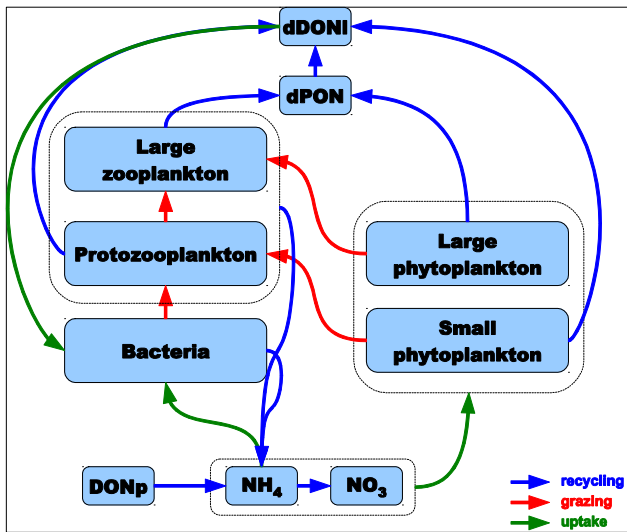 dDONl
dPON
Large
zooplankton
Protozooplankton
Large
phytoplankton
Small
phytoplankton
Bacteria
DONp
NH4
NO3
recycling
grazing
uptake